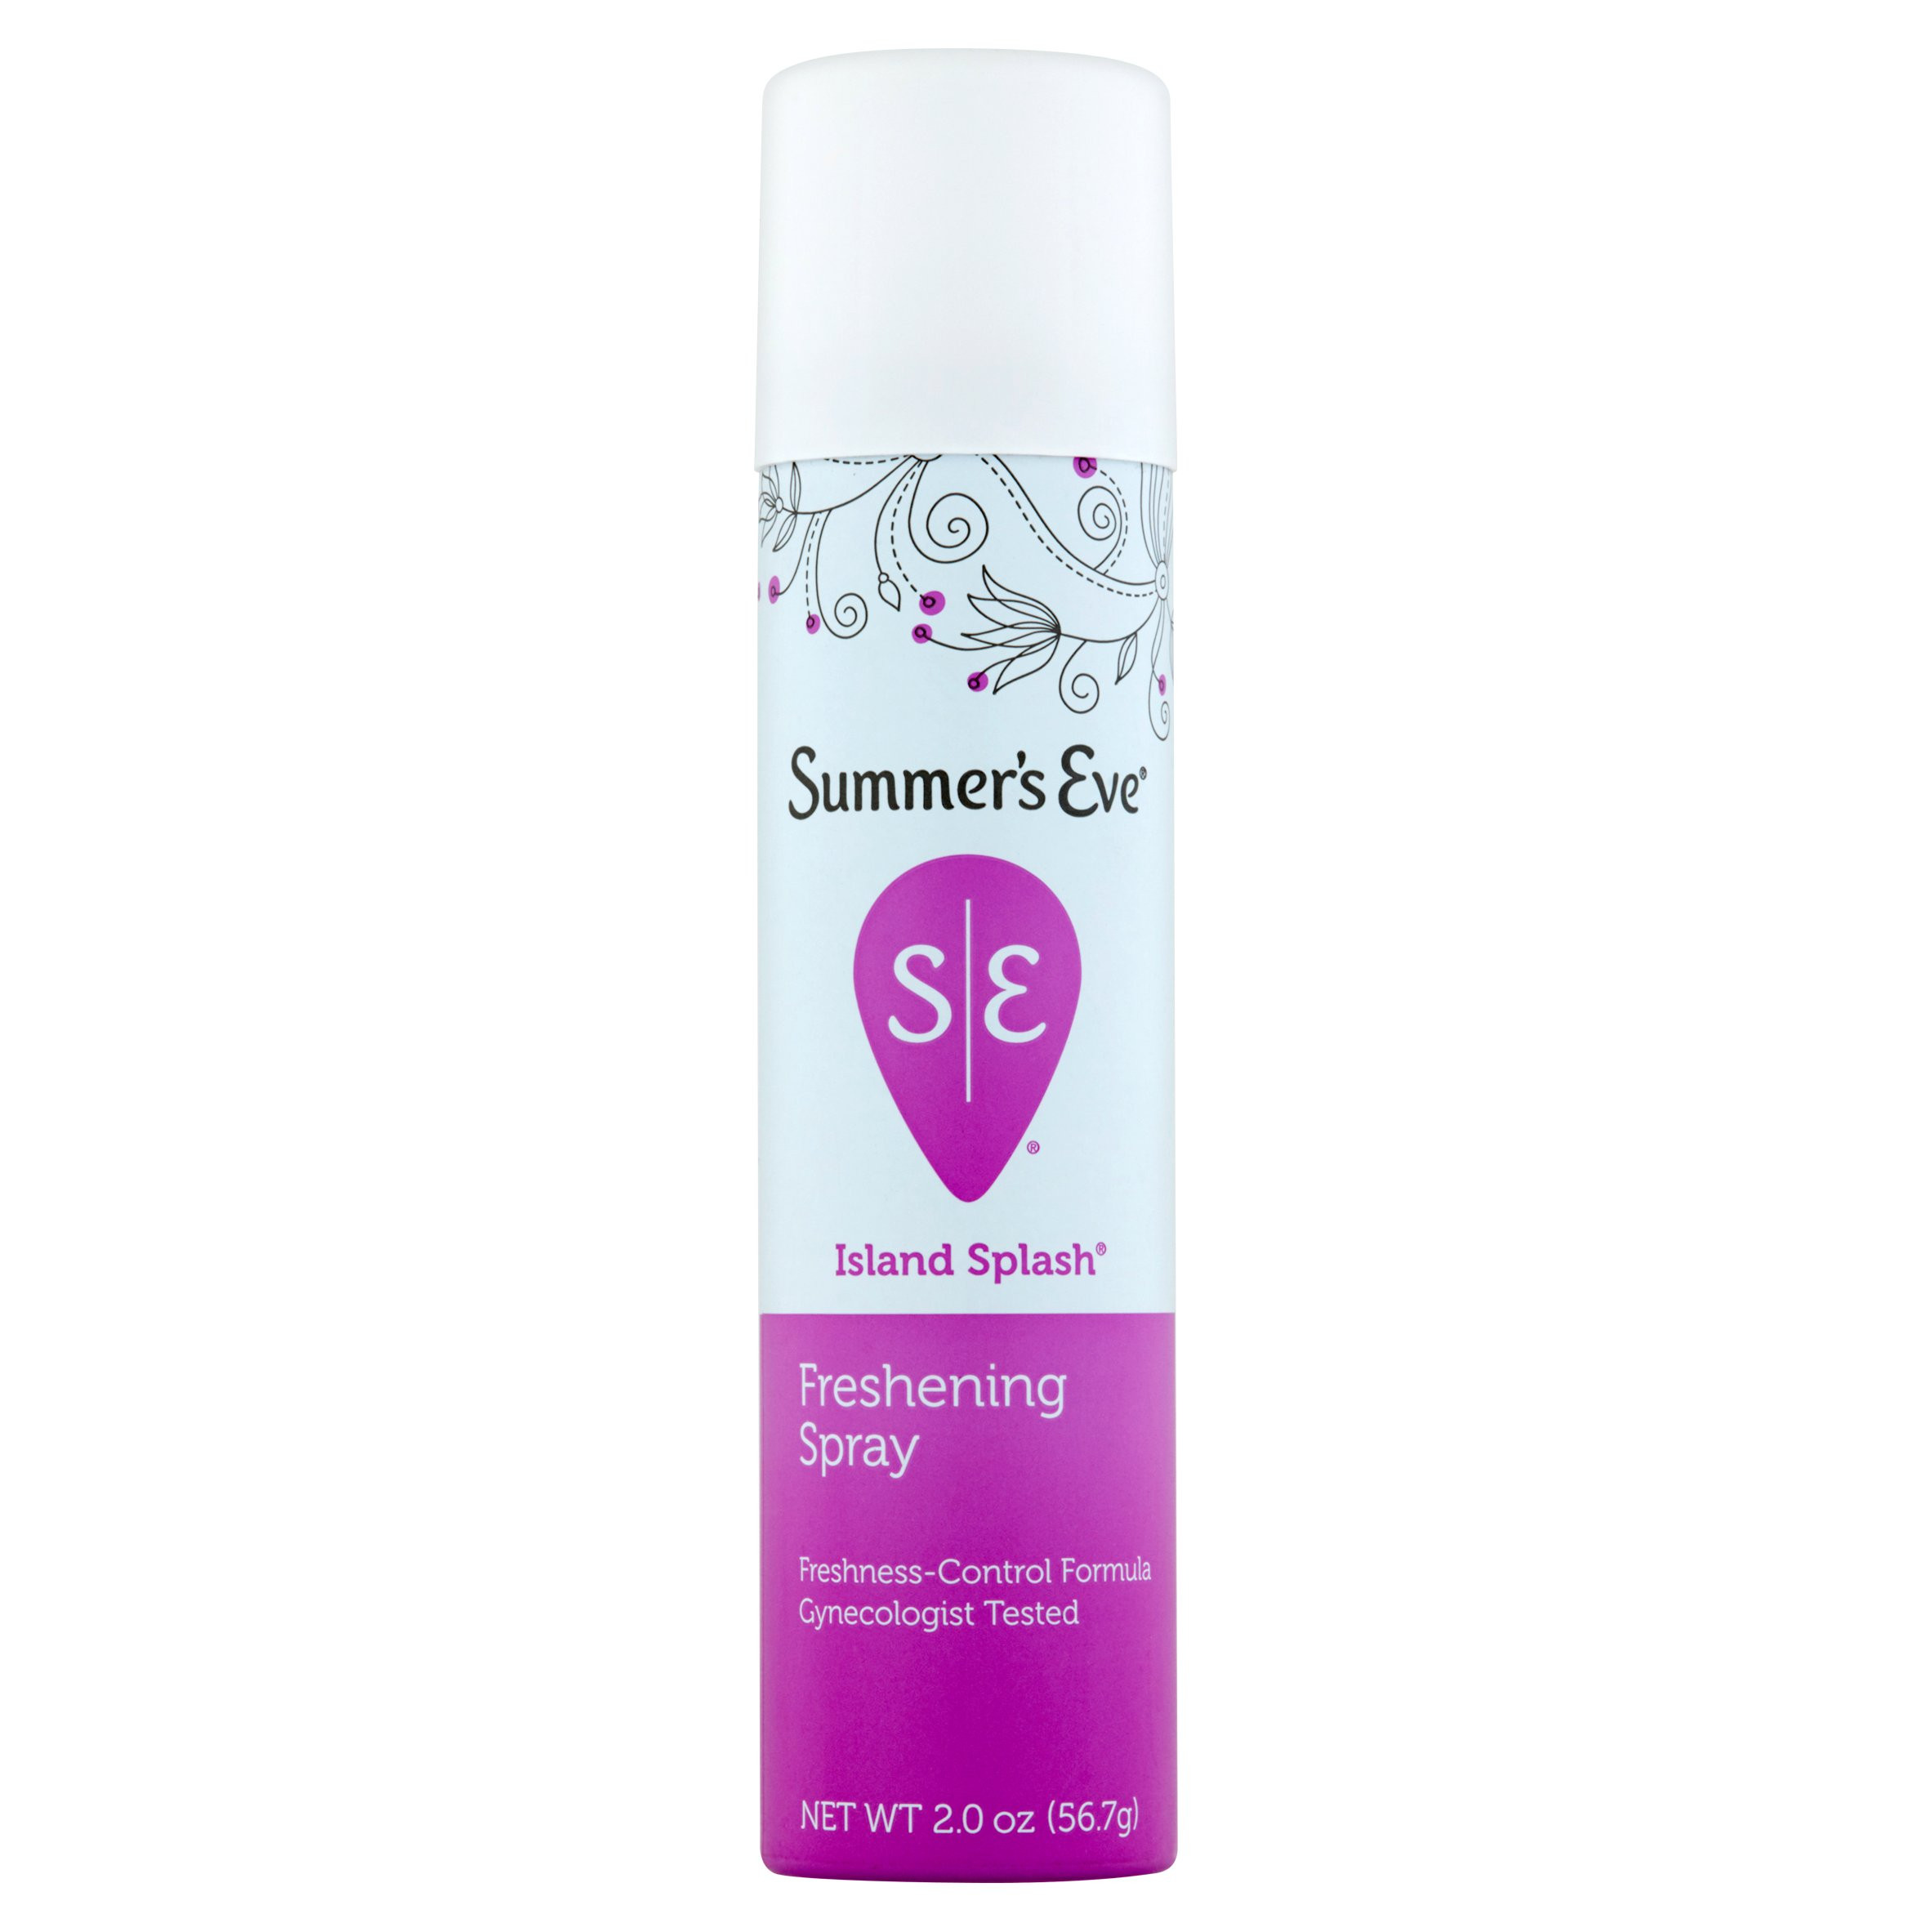 Summer's Eve®
S|E
®
Island Splash®
Freshening
Spray
Freshness-Control Formula
Gynecologist Tested
NET WT 2.0 oz (56.7g)